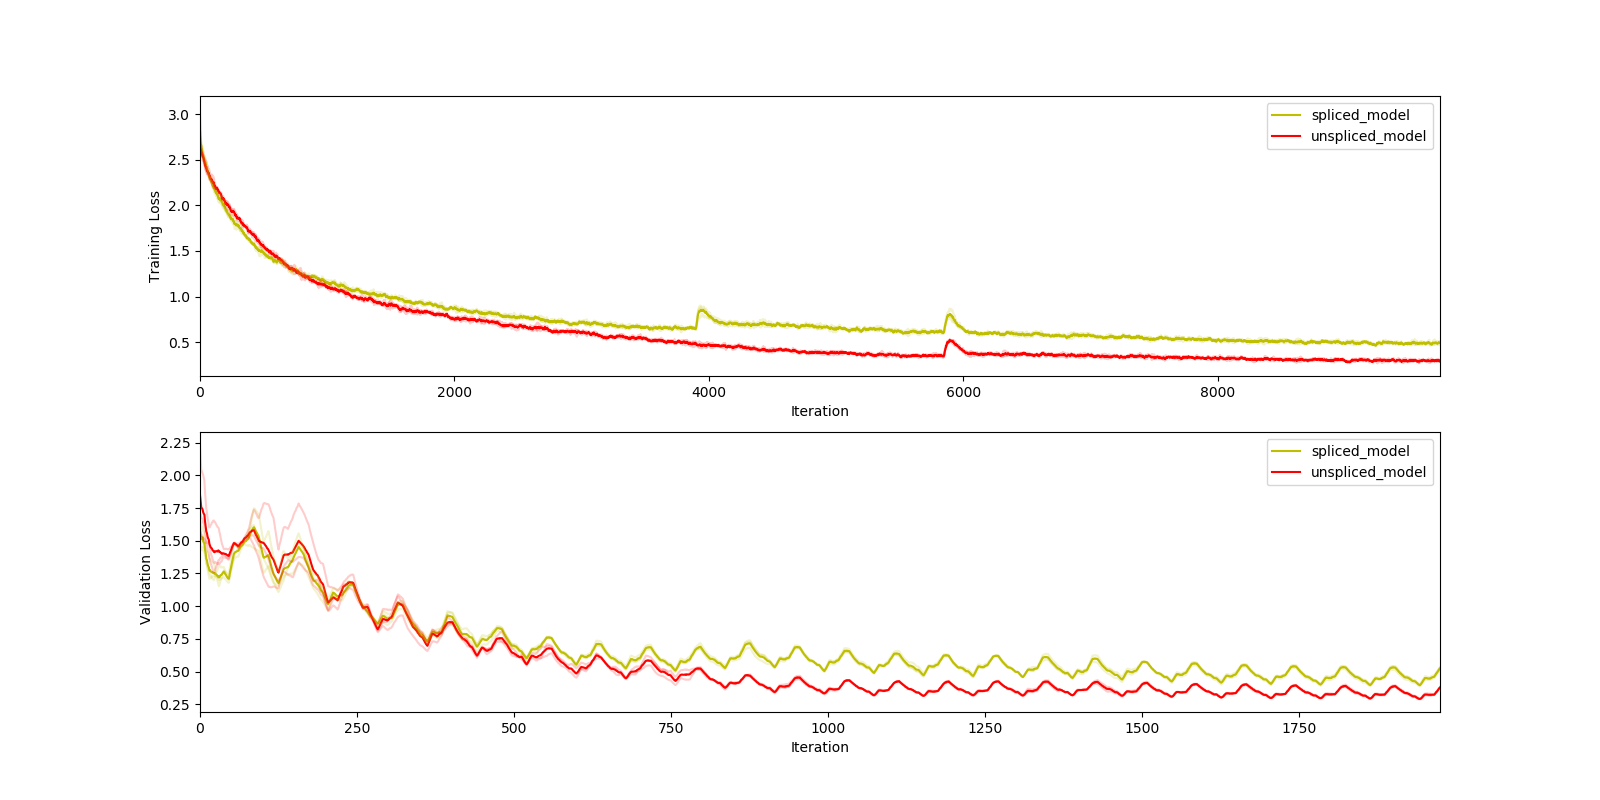 3.0
2.5
2.0
1.5
1.0
0.5
Training Loss
spliced_model
unspliced_model
0 2000 4000 6000 8000
Iteration
2.25
2.00
1.75
1.50
1.25
1.00
0.75
0.50
0.25
Validation Loss
spliced_model
unspliced_model
0 250 500 750 1000 1250 1500 1750
Iteration